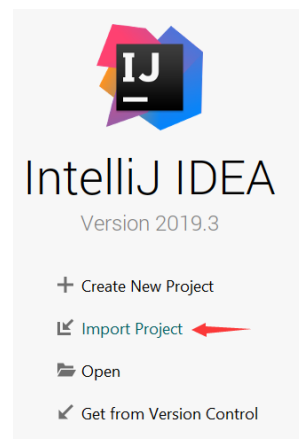 IJ
IntelliJ IDEA
Version 2019.3
Create New Project
Import Project
Open
Get from Version Control